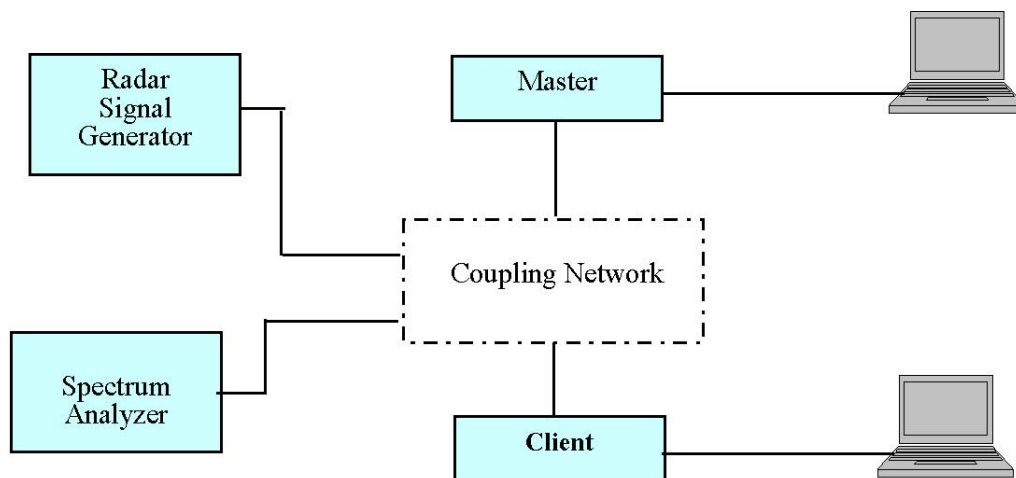 Radar
Signal
Generator
Master
Coupling Network
Spectrum
Analyzer
Client